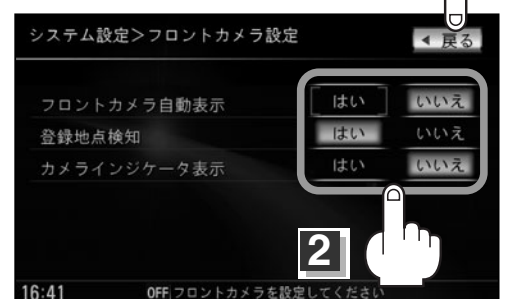 システム設定>フロントカメラ設定
◀ 戻る
フロントカメラ自動表示 はい いいえ
登録地点検知 はい いいえ
カメラインジケータ表示 はい いいえ
2
16:41 OFF フロントカメラを設定してください